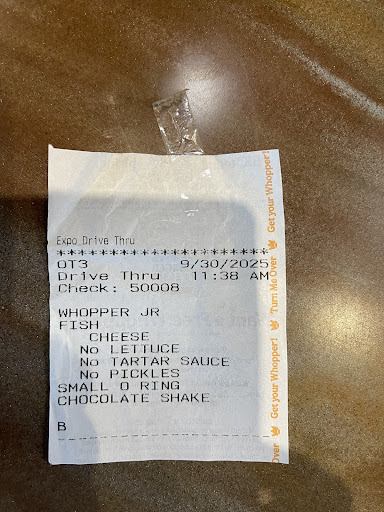 Expo Drive Thru
********************
OT3 9/30/2025
Drive Thru 11:38 AM
Check: 50008
WHOPPER JR
FISH
CHEESE
No LETTUCE
No TARTAR SAUCE
No PICKLES
SMALL O RING
CHOCOLATE SHAKE
B
--------------------
Over Get your Whopper! Turn Me Over Get your Whopper!